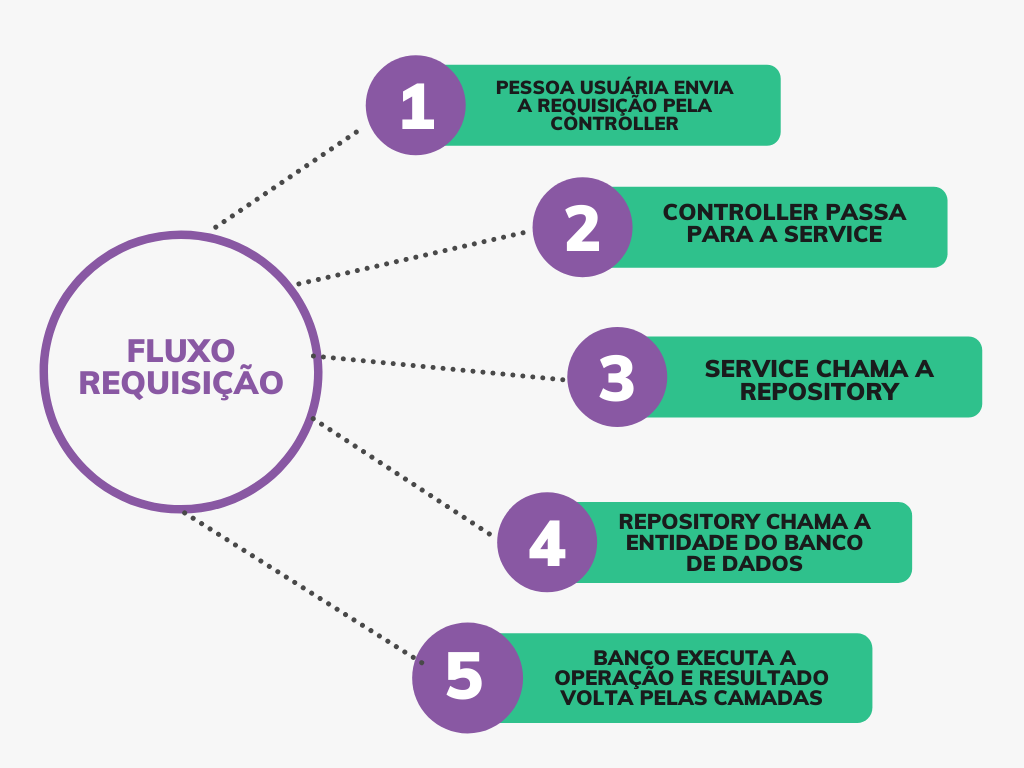 FLUXO
REQUISIÇÃO
1
PESSOA USUÁRIA ENVIA
A REQUISIÇÃO PELA
CONTROLLER
2
CONTROLLER PASSA
PARA A SERVICE
3
SERVICE CHAMA A
REPOSITORY
4
REPOSITORY CHAMA A
ENTIDADE DO BANCO
DE DADOS
5
BANCO EXECUTA A
OPERAÇÃO E RESULTADO
VOLTA PELAS CAMADAS